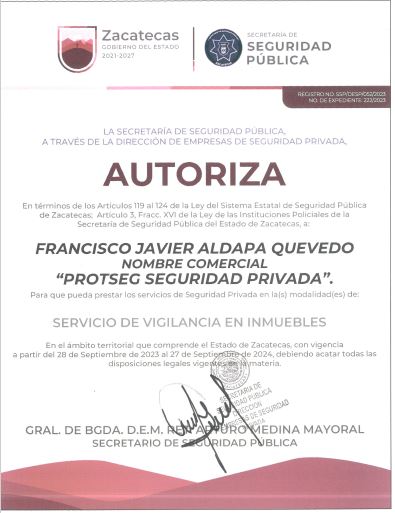 Zacatecas
GOBIERNO DEL ESTADO
2021-2027
SECRETARÍA DE
SEGURIDAD
PÚBLICA
REGISTRO NO. SSP/DESP/052/2023
NO. DE EXPEDIENTE: 222/2023
LA SECRETARÍA DE SEGURIDAD PÚBLICA,
A TRAVÉS DE LA DIRECCIÓN DE EMPRESAS DE SEGURIDAD PRIVADA,
AUTORIZA
En términos de los Artículos 119 al 124 de la Ley del Sistema Estatal de Seguridad Pública
de Zacatecas; Artículo 3, Fracc. XVI de la Ley de las Instituciones Policiales de la
Secretaría de Seguridad Pública del Estado de Zacatecas, a:
FRANCISCO JAVIER ALDAPA QUEVEDO
NOMBRE COMERCIAL
“PROTSEG SEGURIDAD PRIVADA”.
Para que pueda prestar los servicios de Seguridad Privada en la(s) modalidad(es) de:
SERVICIO DE VIGILANCIA EN INMUEBLES
En el ámbito territorial que comprende el Estado de Zacatecas, con vigencia
a partir del 28 de Septiembre de 2023 al 27 de Septiembre de 2024, debiendo acatar todas las
disposiciones legales vigentes en la materia.
SECRETARIA DE
SEGURIDAD PUBLICA
DIRECCIÓN
EMPRESAS DE SEGURIDAD
GRAL. DE BGDA. D.E.M. ARTURO MEDINA MAYORAL
SECRETARIO DE SEGURIDAD PÚBLICA